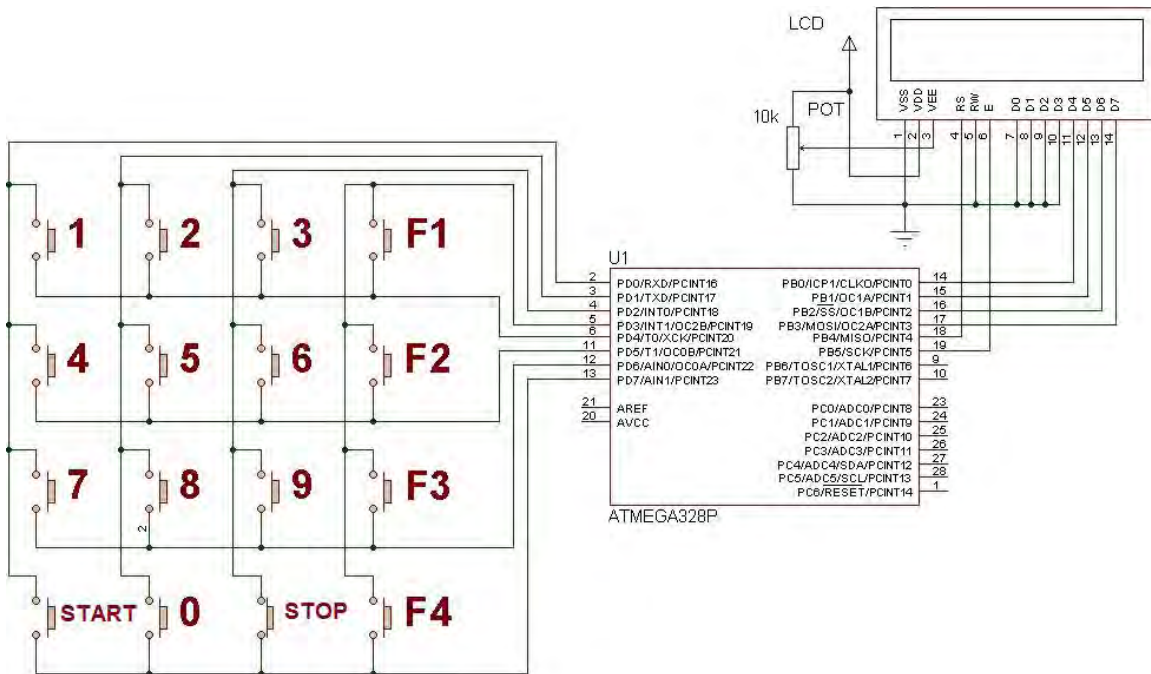 LCD
10k
POT
VSS
VDD
VEE
RS
RW
E
D0
D1
D2
D3
D4
D5
D6
D7
1
2
3
4
5
6
7
8
9
10
11
12
13
14
1
2
3
F1
4
5
6
F2
7
8
9
F3
2
START
0
STOP
F4
U1
2
PD0/RXD/PCINT16
3
PD1/TXD/PCINT17
4
PD2/INT0/PCINT18
5
PD3/INT1/OC2B/PCINT19
6
PD4/T0/XCK/PCINT20
11
PD5/T1/OC0B/PCINT21
12
PD6/AIN0/OC0A/PCINT22
13
PD7/AIN1/PCINT23
21
AREF
20
AVCC
PB0/ICP1/CLKO/PCINT0
14
PB1/OC1A/PCINT1
15
PB2/SS/OC1B/PCINT2
16
PB3/MOSI/OC2A/PCINT3
17
PB4/MISO/PCINT4
18
PB5/SCK/PCINT5
19
PB6/TOSC1/XTAL1/PCINT6
9
PB7/TOSC2/XTAL2/PCINT7
10
PC0/ADC0/PCINT8
23
PC1/ADC1/PCINT9
24
PC2/ADC2/PCINT10
25
PC3/ADC3/PCINT11
26
PC4/ADC4/SDA/PCINT12
27
PC5/ADC5/SCL/PCINT13
28
PC6/RESET/PCINT14
1
ATMEGA328P